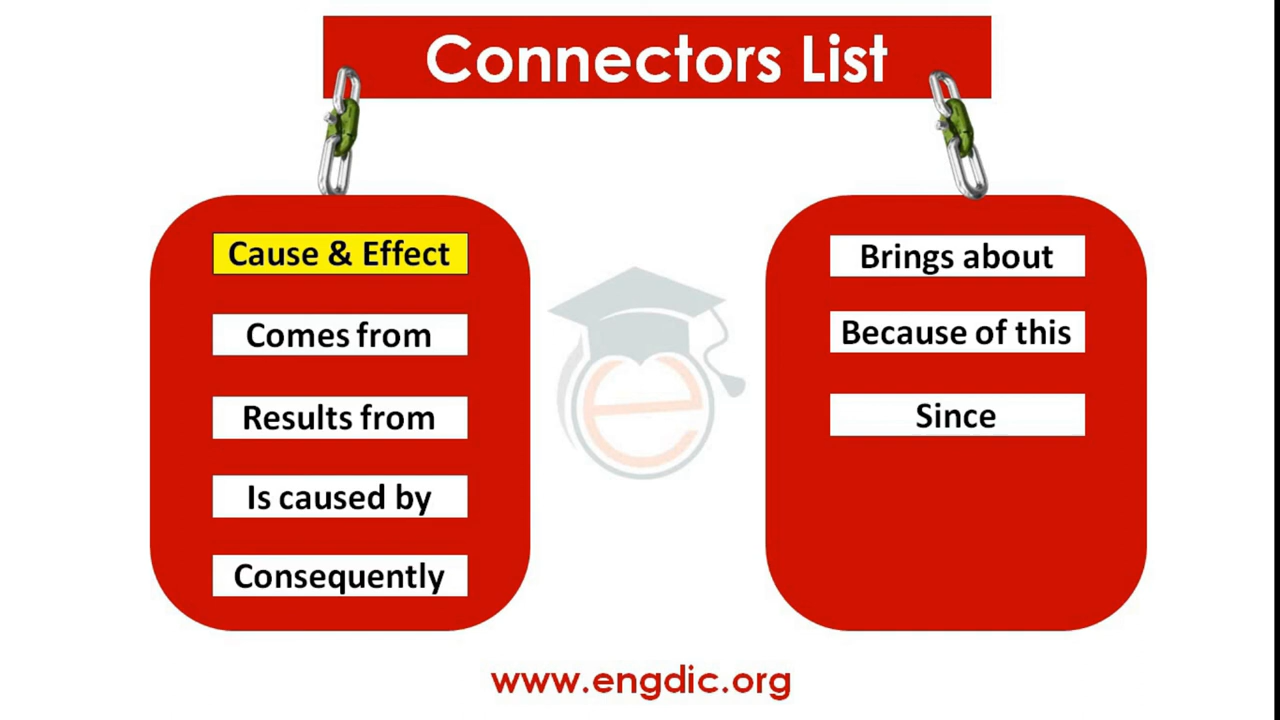 Connectors List
Cause & Effect
Comes from
Results from
Is caused by
Consequently
Brings about
Because of this
Since
www.engdic.org